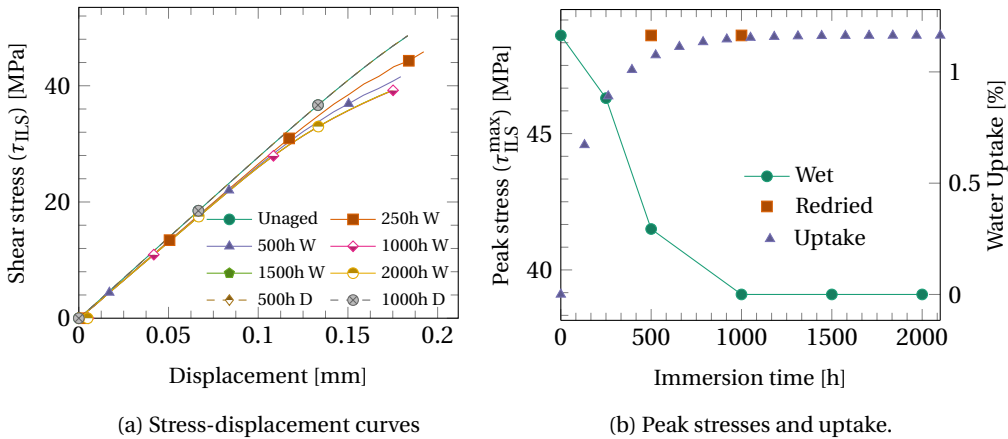 Shear stress (τ_ILS) [MPa]
40
20
0
0 0.05 0.1 0.15 0.2
Displacement [mm]
Unaged 250h W
500h W 1000h W
1500h W 2000h W
500h D 1000h D
(a) Stress-displacement curves
Peak stress (τ_ILS^max) [MPa]
45
40
0 500 1000 1500 2000
Immersion time [h]
Wet
Redried
Uptake
1
0.5
0
Water Uptake [%]
(b) Peak stresses and uptake.